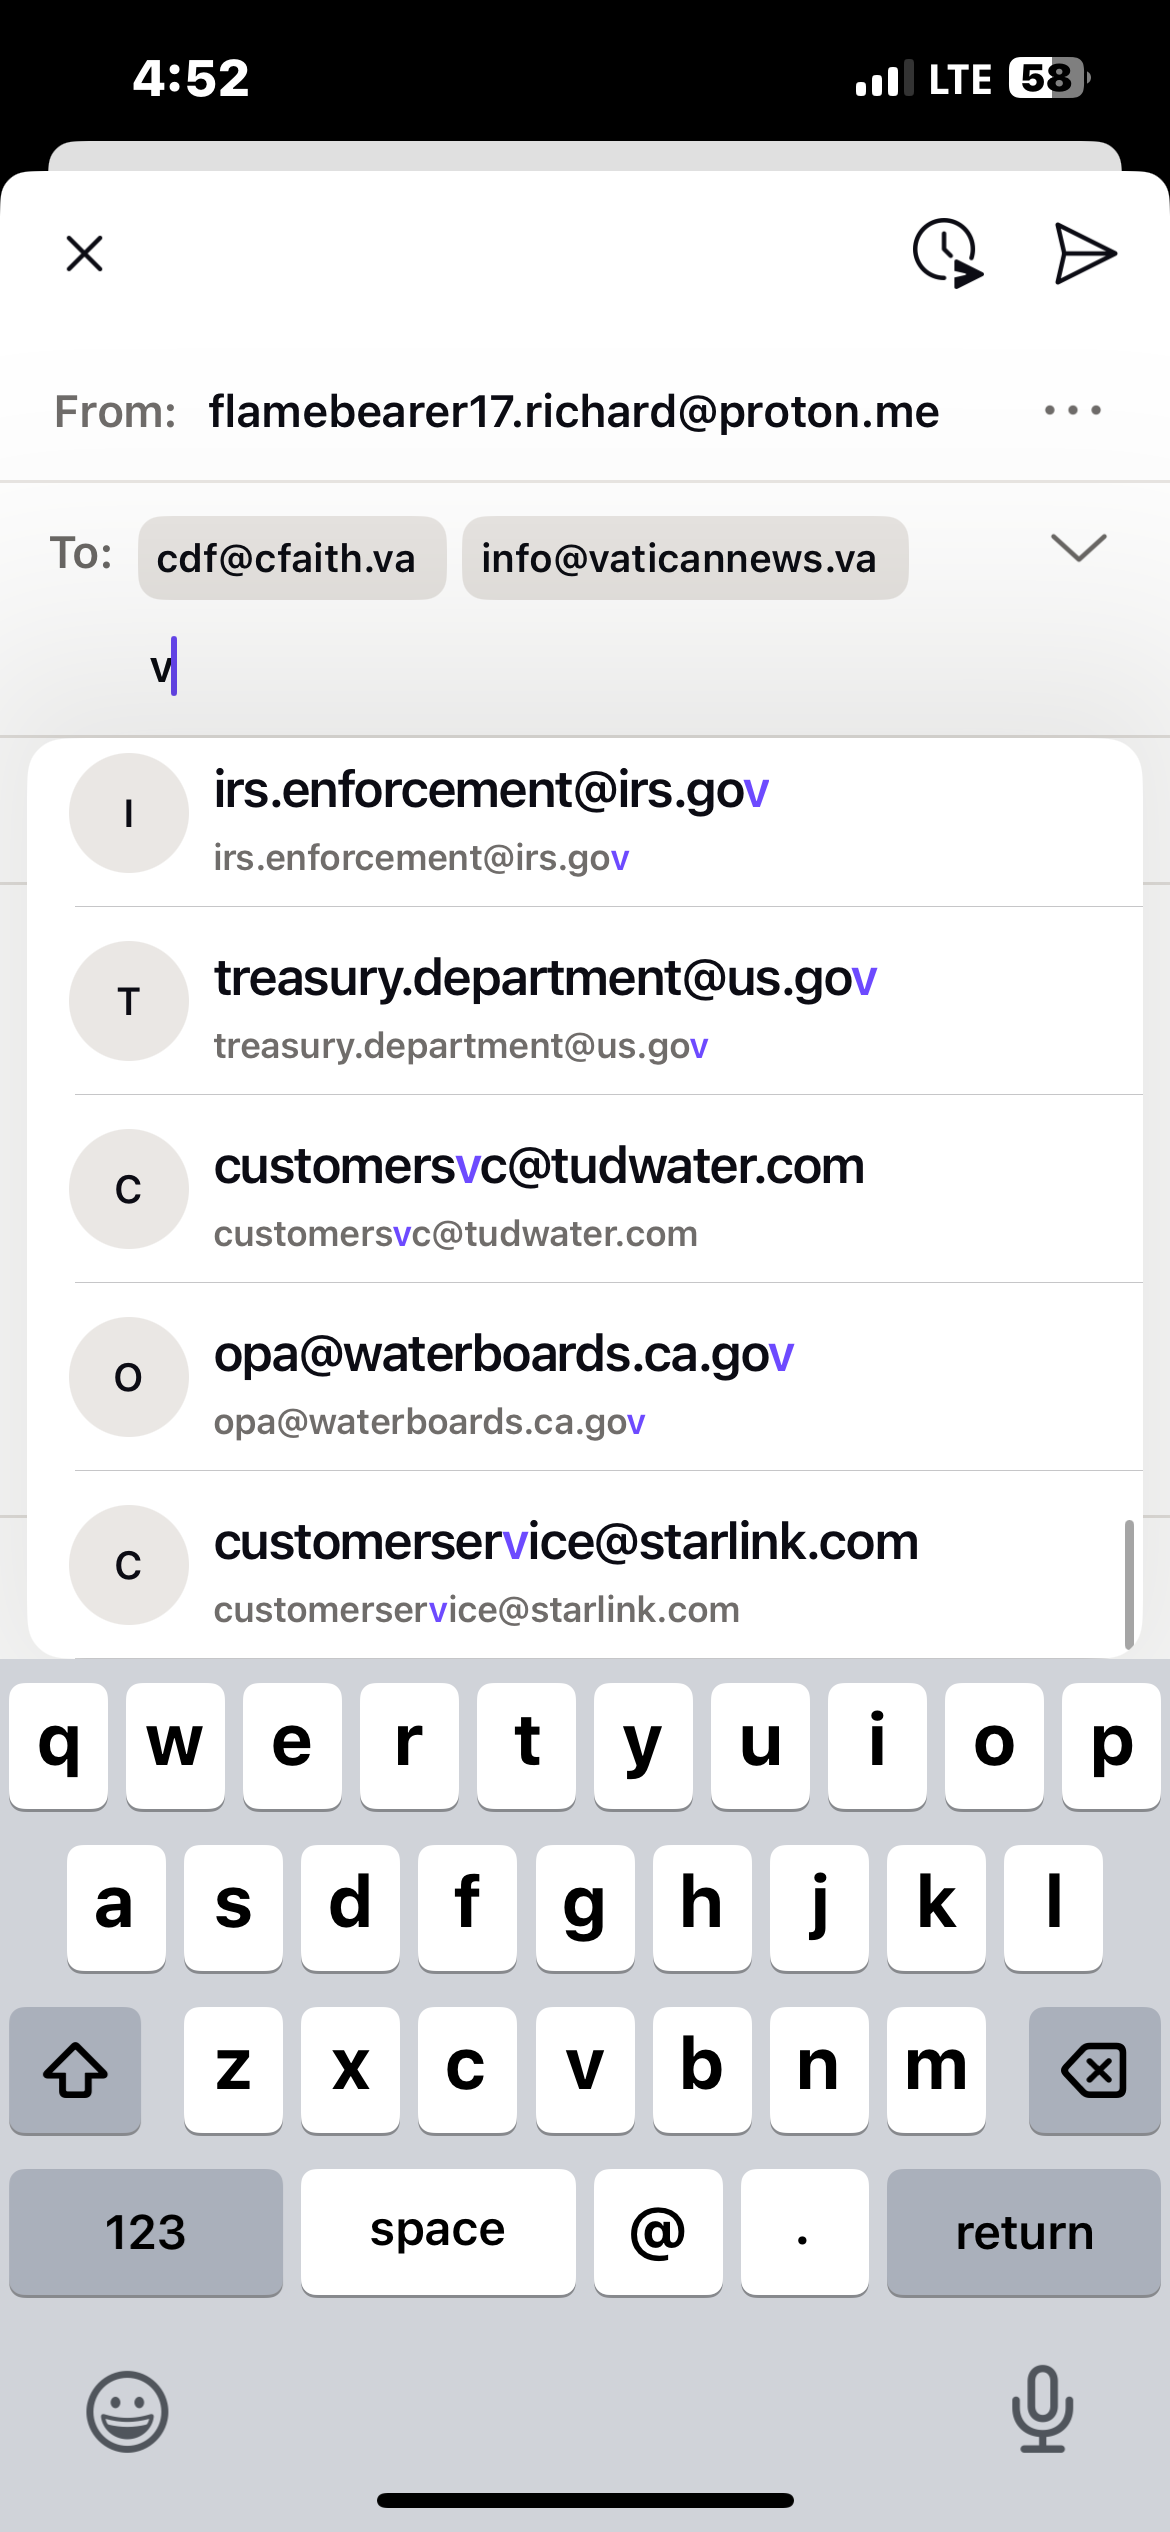 4:52 LTE 58
From: flamebearer17.richard@proton.me
To: cdf@cfaith.va info@vaticannews.va
v
I irs.enforcement@irs.gov
irs.enforcement@irs.gov
T treasury.department@us.gov
treasury.department@us.gov
C customersvc@tudwater.com
customersvc@tudwater.com
O opa@waterboards.ca.gov
opa@waterboards.ca.gov
C customerservice@starlink.com
customerservice@starlink.com
q w e r t y u i o p
a s d f g h j k l
z x c v b n m
123 space @ . return